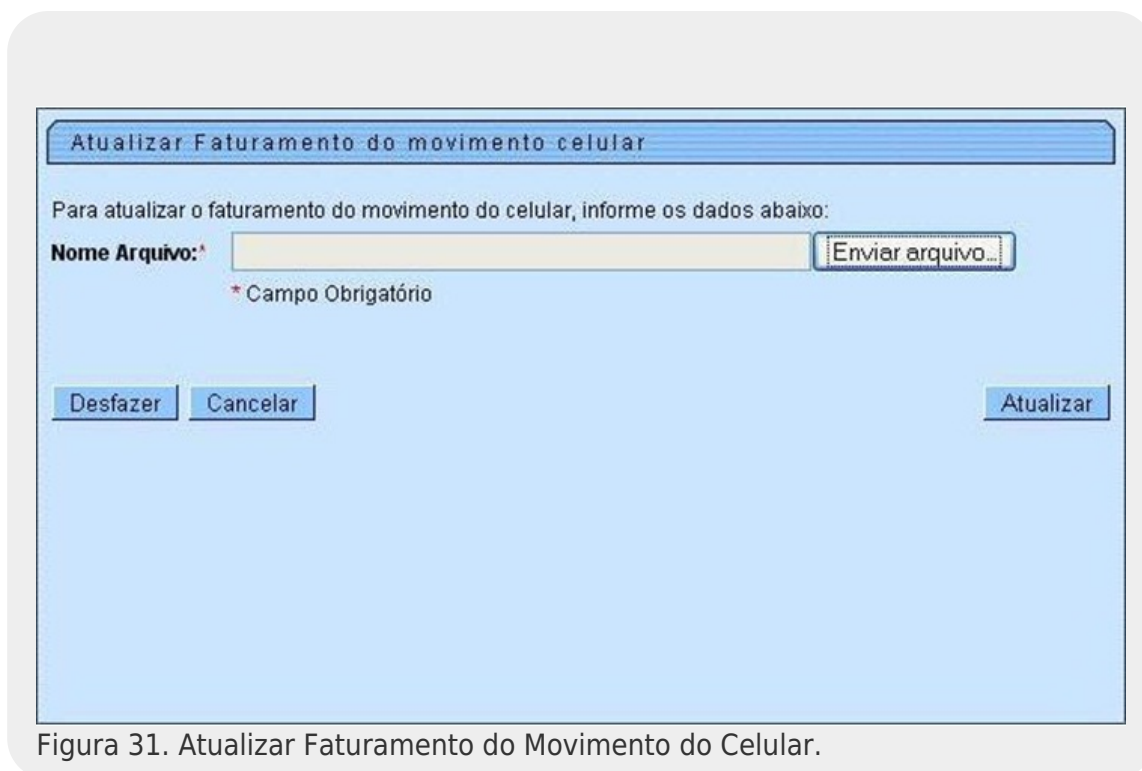 Atualizar Faturamento do movimento celular
Para atualizar o faturamento do movimento do celular, informe os dados abaixo:
Nome Arquivo:* Enviar arquivo...
* Campo Obrigatório
Desfazer Cancelar Atualizar
Figura 31. Atualizar Faturamento do Movimento do Celular.